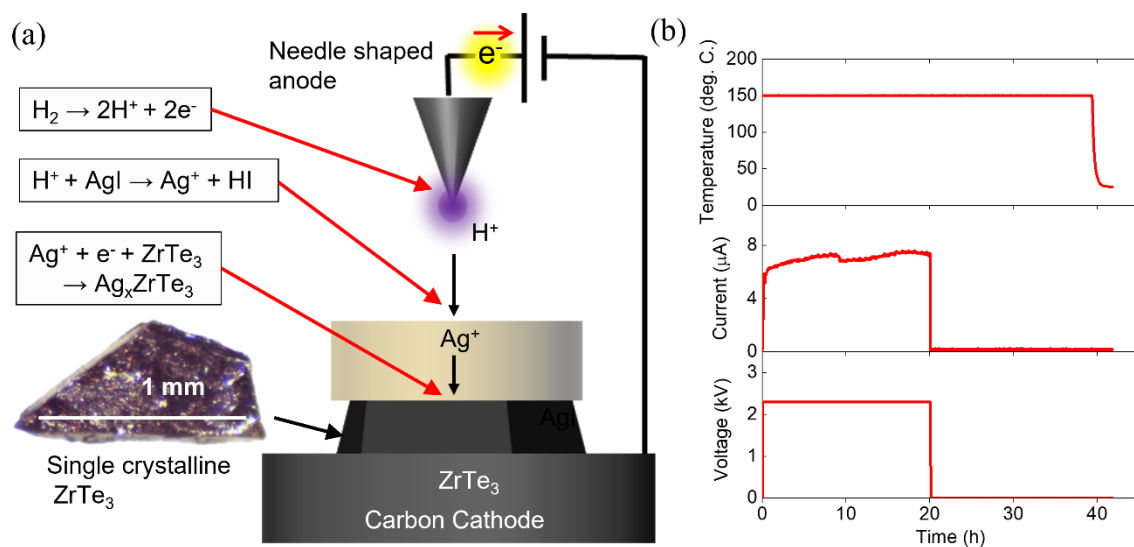 (a)
Needle shaped
anode
e⁻
H₂ → 2H⁺ + 2e⁻
H⁺ + AgI → Ag⁺ + HI
Ag⁺ + e⁻ + ZrTe₃
→ AgₓZrTe₃
H⁺
Ag⁺
AgI
1 mm
Single crystalline
ZrTe₃
ZrTe₃
Carbon Cathode
(b)
Temperature (deg. C.)
200
150
100
50
0
Current (μA)
8
4
0
Voltage (kV)
3
2
1
0
0 10 20 30 40
Time (h)